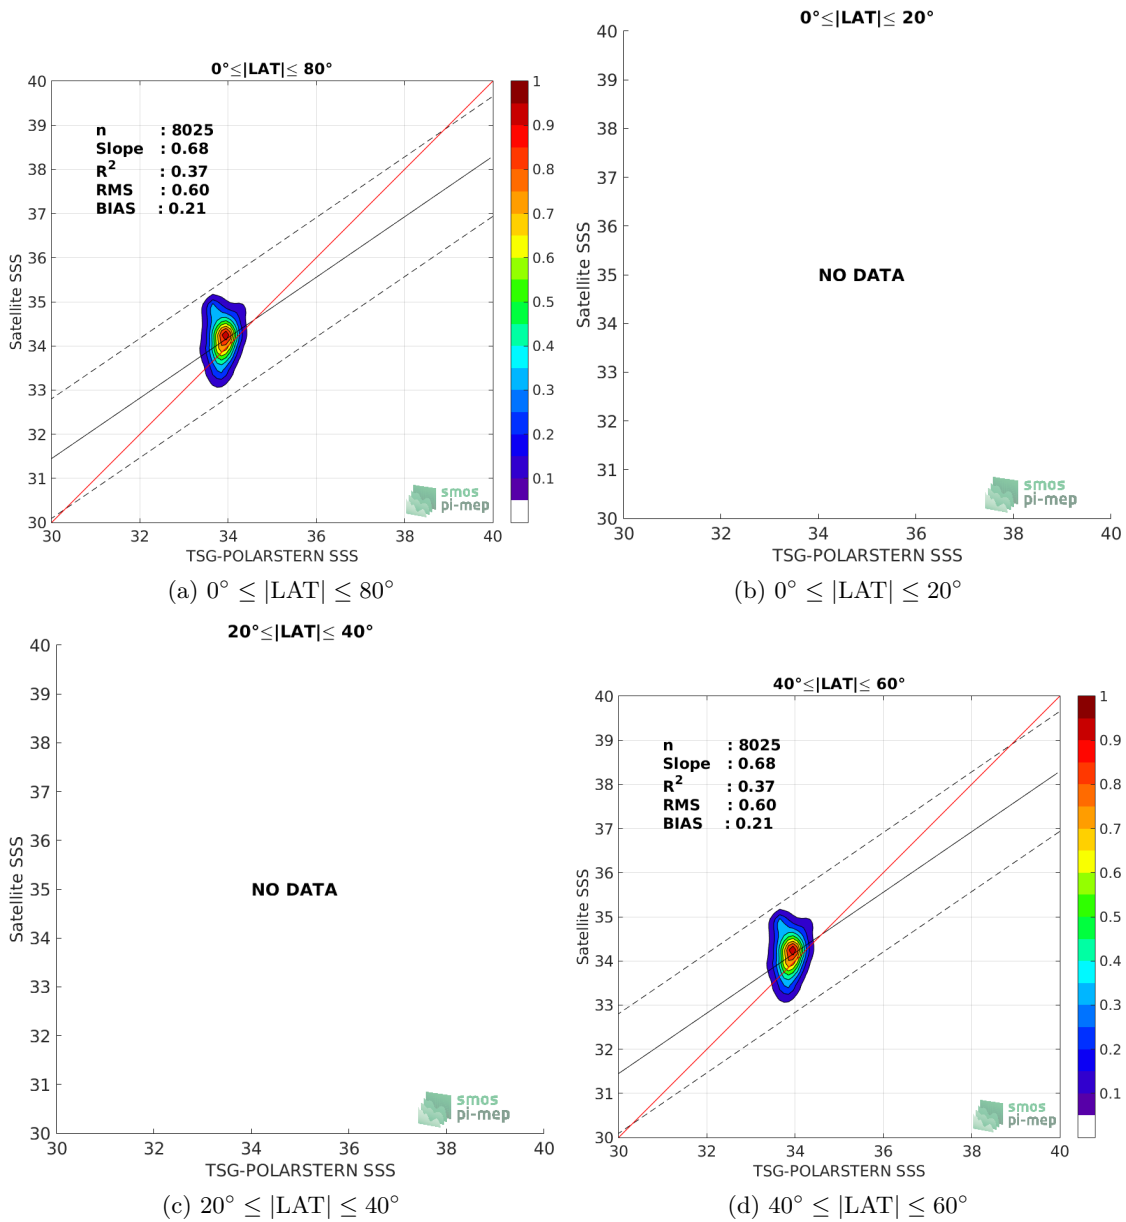 0°≤|LAT|≤ 80°
40
39
38
37
36
35
34
33
32
31
30
Satellite SSS
n : 8025
Slope : 0.68
R² : 0.37
RMS : 0.60
BIAS : 0.21
1
0.9
0.8
0.7
0.6
0.5
0.4
0.3
0.2
0.1
smos
pi-mep
30 32 34 36 38 40
TSG-POLARSTERN SSS
(a) 0° ≤ |LAT| ≤ 80°
0°≤|LAT|≤ 20°
40
39
38
37
36
35
34
33
32
31
30
Satellite SSS
NO DATA
smos
pi-mep
30 32 34 36 38 40
TSG-POLARSTERN SSS
(b) 0° ≤ |LAT| ≤ 20°
20°≤|LAT|≤ 40°
40
39
38
37
36
35
34
33
32
31
30
Satellite SSS
NO DATA
smos
pi-mep
30 32 34 36 38 40
TSG-POLARSTERN SSS
(c) 20° ≤ |LAT| ≤ 40°
40°≤|LAT|≤ 60°
40
39
38
37
36
35
34
33
32
31
30
Satellite SSS
n : 8025
Slope : 0.68
R² : 0.37
RMS : 0.60
BIAS : 0.21
1
0.9
0.8
0.7
0.6
0.5
0.4
0.3
0.2
0.1
smos
pi-mep
30 32 34 36 38 40
TSG-POLARSTERN SSS
(d) 40° ≤ |LAT| ≤ 60°